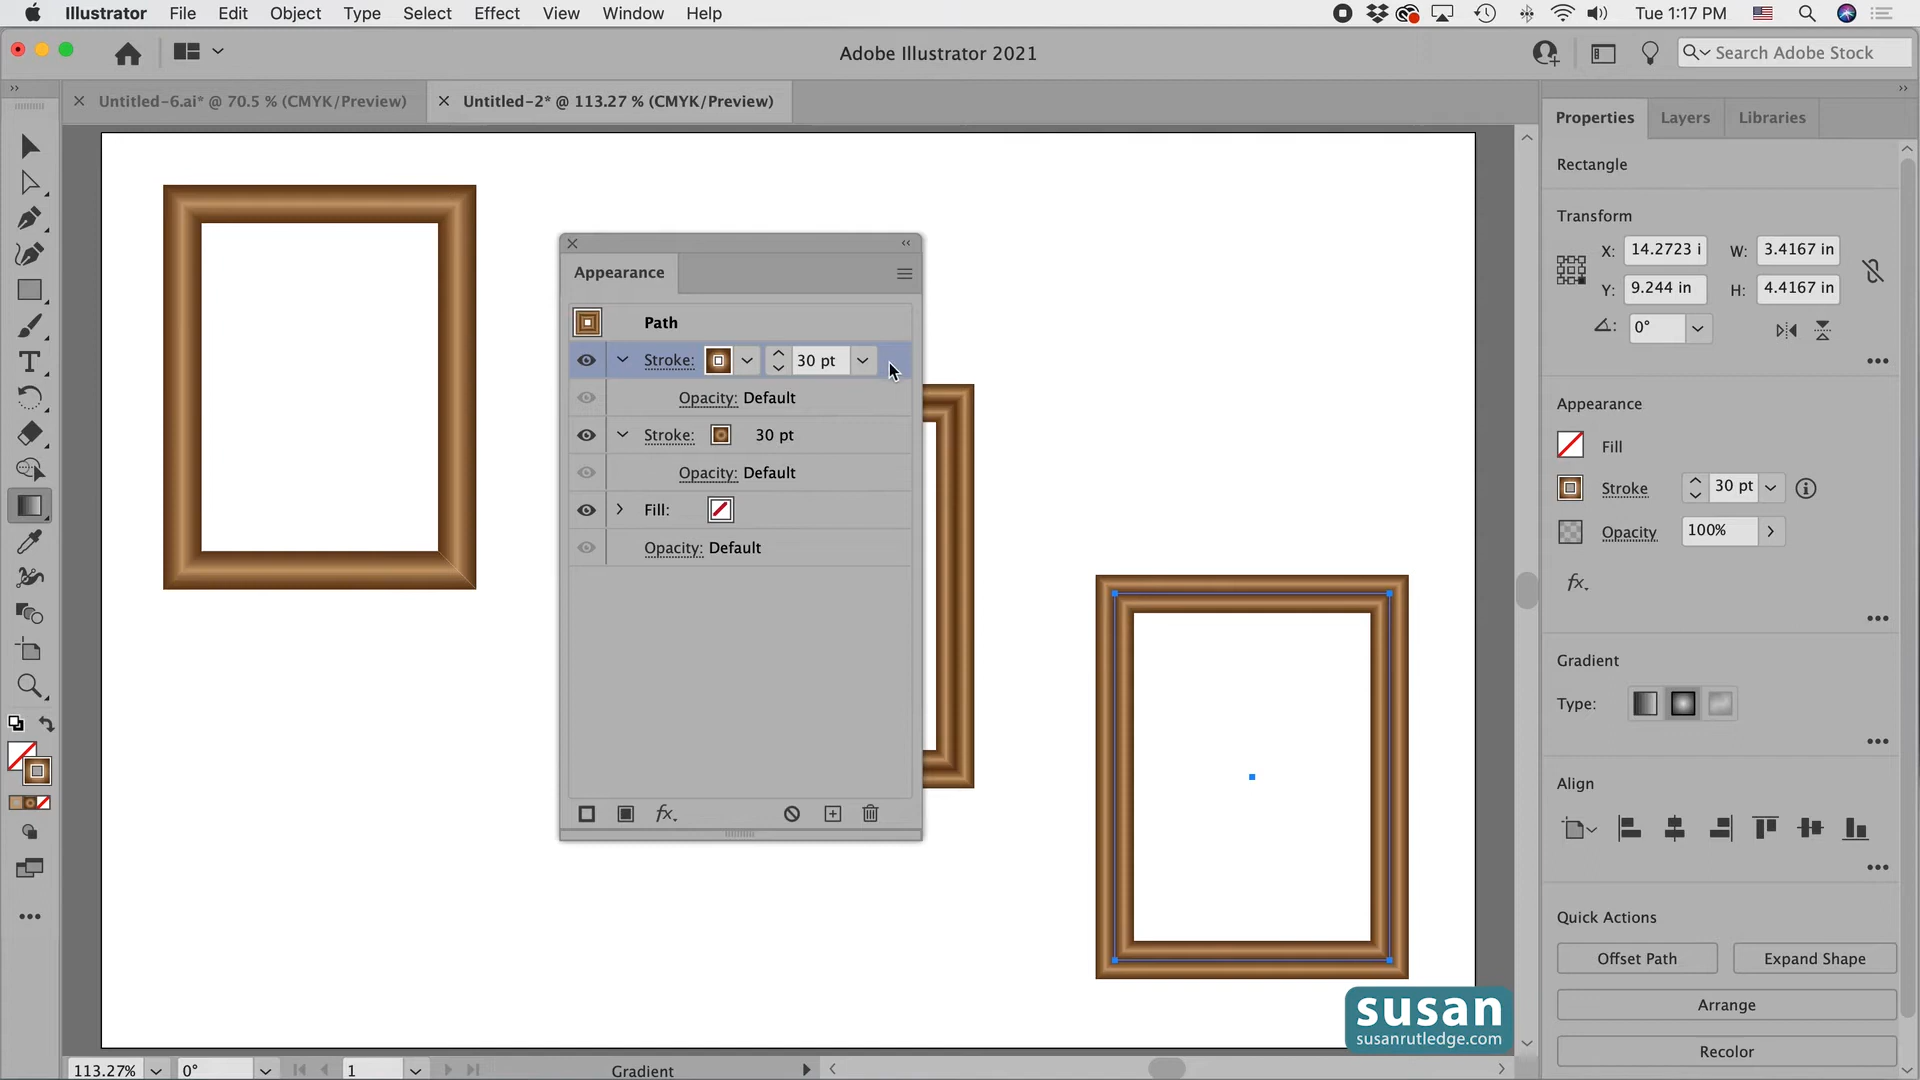 Illustrator File Edit Object Type Select Effect View Window Help Tue 1:17 PM
Adobe Illustrator 2021
Search Adobe Stock
Untitled-6.ai* @ 70.5 % (CMYK/Preview)
Untitled-2* @ 113.27 % (CMYK/Preview)
Properties Layers Libraries
Rectangle
Transform
X: 14.2723 i W: 3.4167 in
Y: 9.244 in H: 4.4167 in
0°
Appearance
Fill
Stroke 30 pt
Opacity 100%
fx.
Gradient
Type:
Align
Quick Actions
Offset Path Expand Shape
Arrange
Recolor
Appearance
Path
Stroke: 30 pt
Opacity: Default
Stroke: 30 pt
Opacity: Default
Fill:
Opacity: Default
fx.
susan
susanrutledge.com
113.27% 0° 1 Gradient